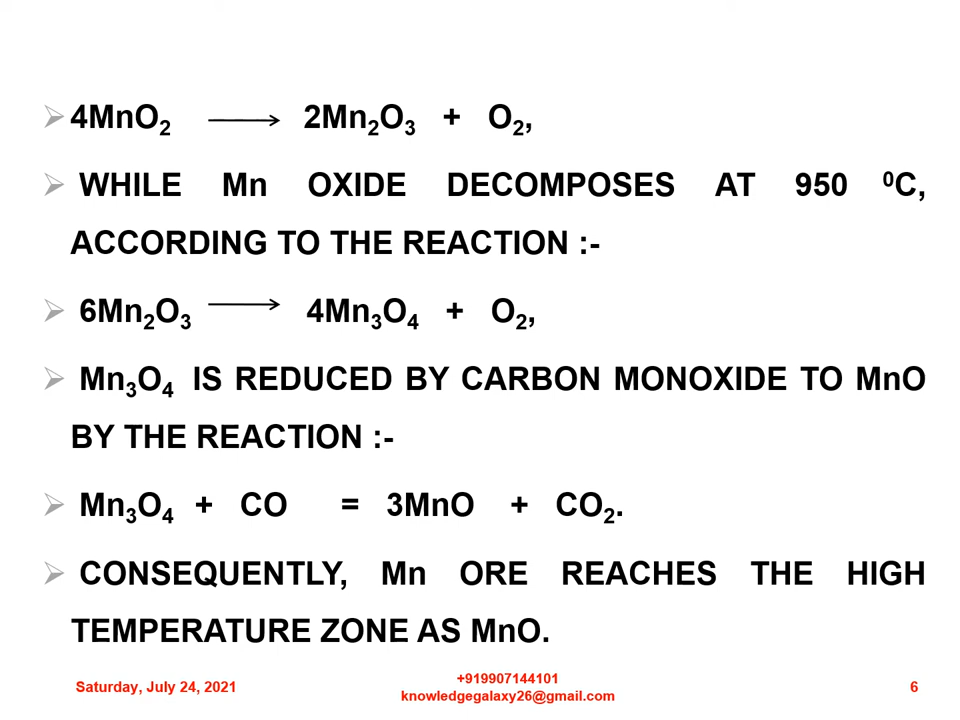 ➢ 4MnO₂ ⟶ 2Mn₂O₃ + O₂,
➢ WHILE Mn OXIDE DECOMPOSES AT 950 ⁰C,
ACCORDING TO THE REACTION :-
➢ 6Mn₂O₃ ⟶ 4Mn₃O₄ + O₂,
➢ Mn₃O₄ IS REDUCED BY CARBON MONOXIDE TO MnO
BY THE REACTION :-
➢ Mn₃O₄ + CO = 3MnO + CO₂.
➢ CONSEQUENTLY, Mn ORE REACHES THE HIGH
TEMPERATURE ZONE AS MnO.
Saturday, July 24, 2021
+919907144101
knowledgegalaxy26@gmail.com
6